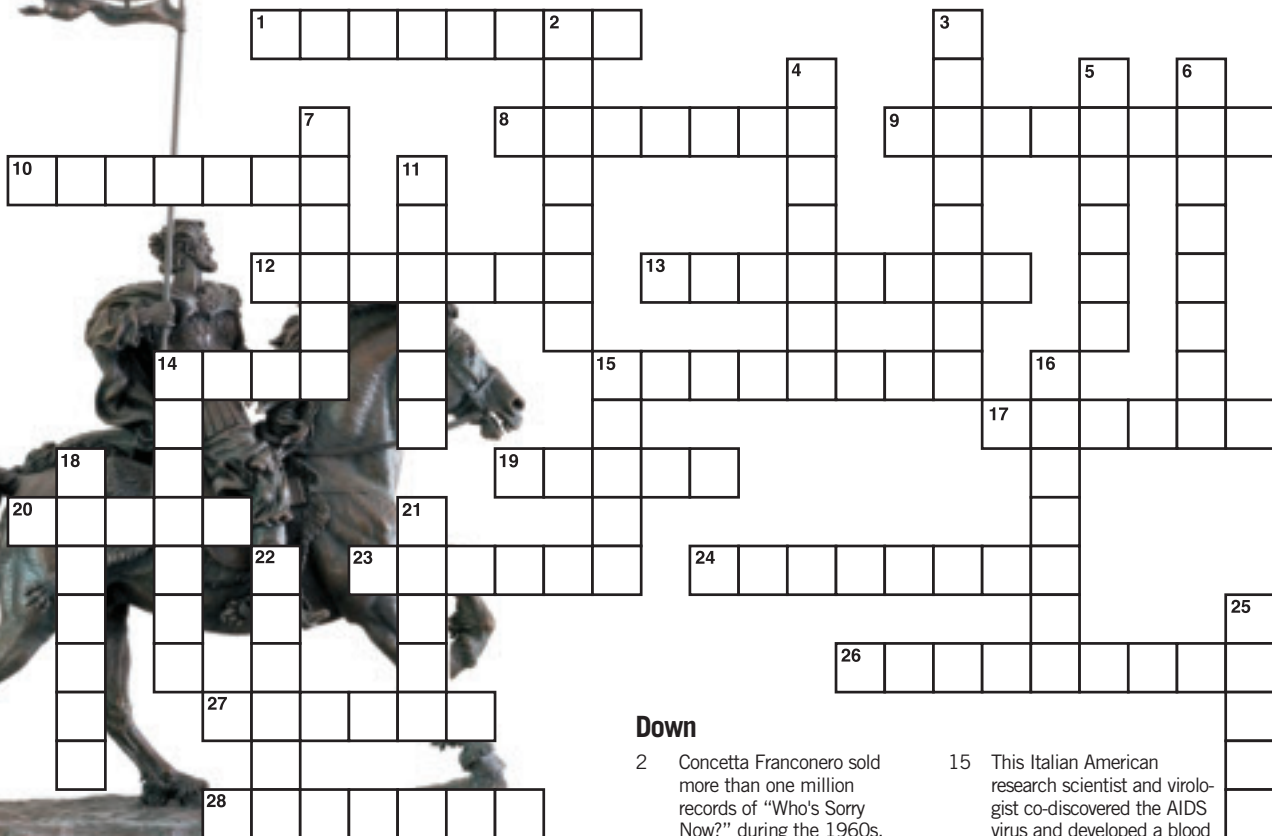 1 2 3
4 5 6
7 8 9
10 11
12 13
14 15 16
17
18 19
20 21
22 23 24
25
26
27
28
Down
2 Concetta Franconero sold
more than one million
records of “Who's Sorry
Now?” during the 1960s.
15 This Italian American
research scientist and virolo-
gist co-discovered the AIDS
virus and developed a blood